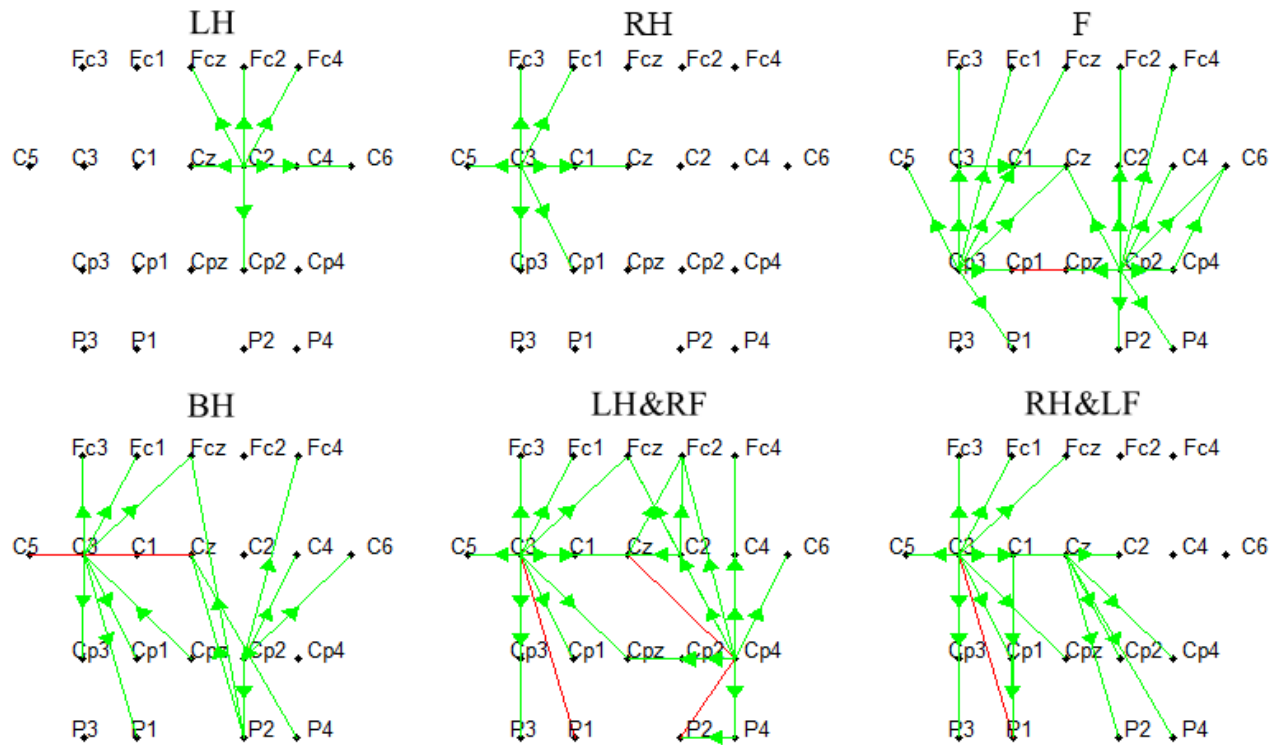 LH RH F
Fc3 Fc1 Fcz Fc2 Fc4 Fc3 Fc1 Fcz Fc2 Fc4 Fc3 Fc1 Fcz Fc2 Fc4
C5 C3 C1 Cz C2 C4 C6 C5 C3 C1 Cz C2 C4 C6 C5 C3 C1 Cz C2 C4 C6
Cp3 Cp1 Cpz Cp2 Cp4 Cp3 Cp1 Cpz Cp2 Cp4 Cp3 Cp1 Cpz Cp2 Cp4
P3 P1 P2 P4 P3 P1 P2 P4 P3 P1 P2 P4
BH LH&RF RH&LF
Fc3 Fc1 Fcz Fc2 Fc4 Fc3 Fc1 Fcz Fc2 Fc4 Fc3 Fc1 Fcz Fc2 Fc4
C5 C3 C1 Cz C2 C4 C6 C5 C3 C1 Cz C2 C4 C6 C5 C3 C1 Cz C2 C4 C6
Cp3 Cp1 Cpz Cp2 Cp4 Cp3 Cp1 Cpz Cp2 Cp4 Cp3 Cp1 Cpz Cp2 Cp4
P3 P1 P2 P4 P3 P1 P2 P4 P3 P1 P2 P4